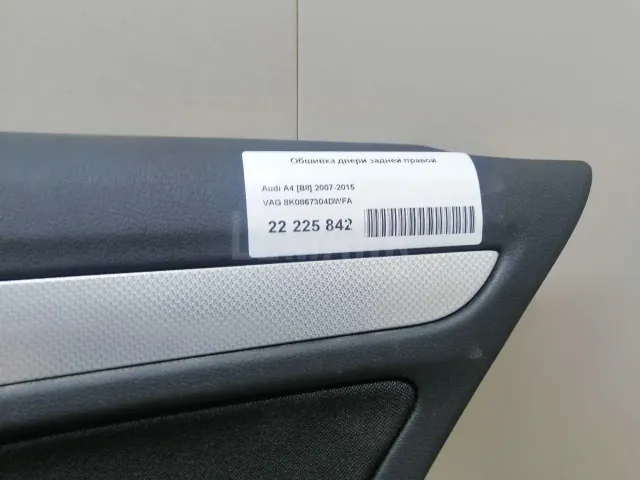 Обшивка двери задней правой
Audi A4 [B8] 2007-2015
VAG 8K0867304DWFA
22 225 842